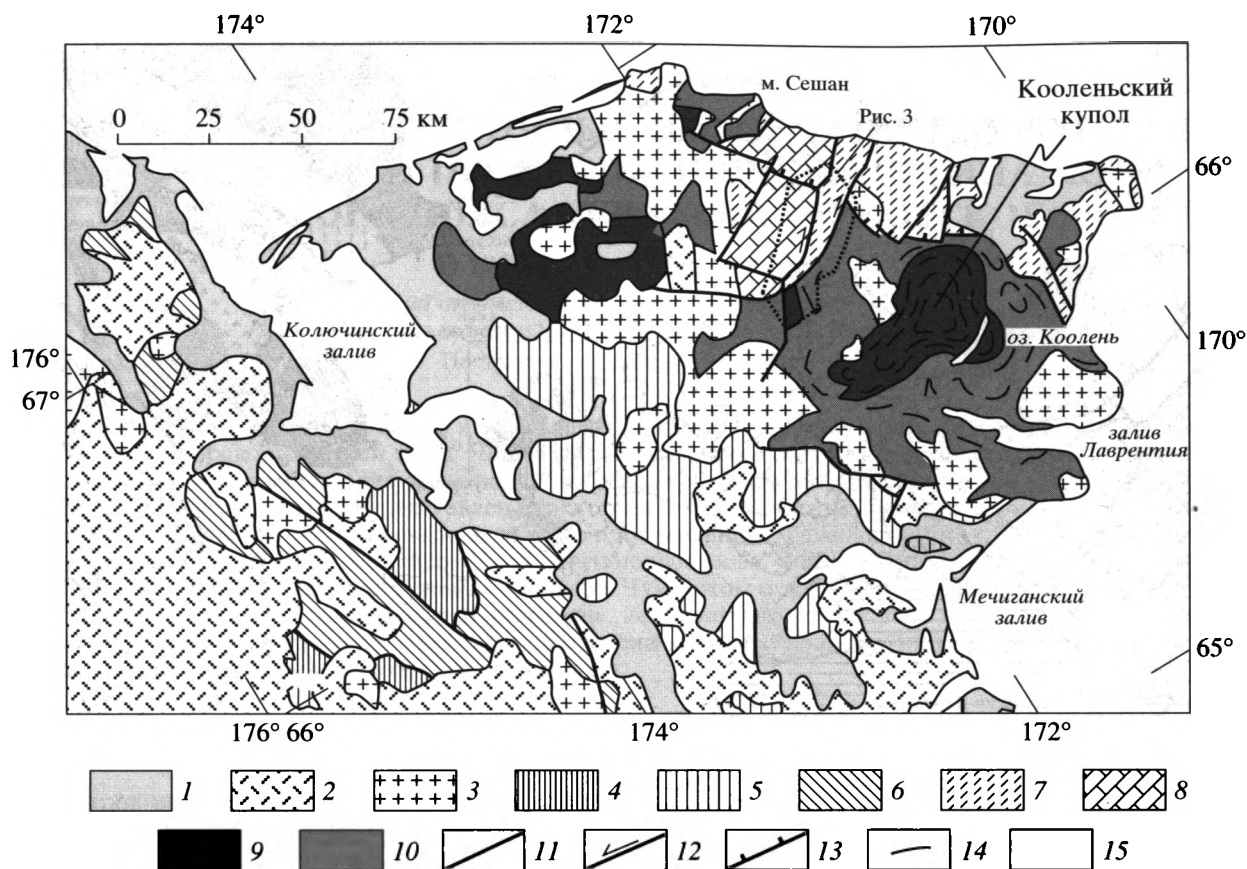 174°
172°
170°
0 25 50 75 км
м. Сешан
Рис. 3
Кооленьский
купол
66°
Колючинский
залив
оз. Коолень
170°
176°
67°
залив
Лаврентия
Мечиганский
залив
65°
176° 66°
174°
172°
1 2 3 4 5 6 7 8
9 10 11 12 13 14 15